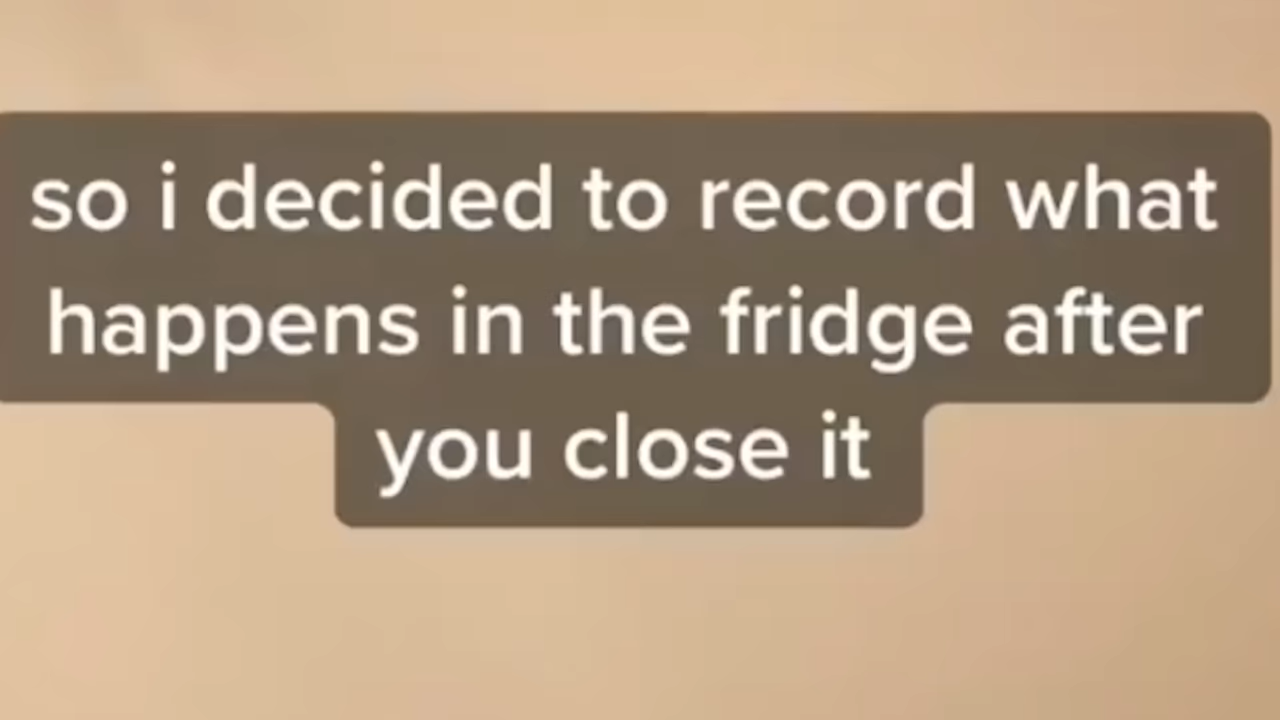 so i decided to record what
happens in the fridge after
you close it